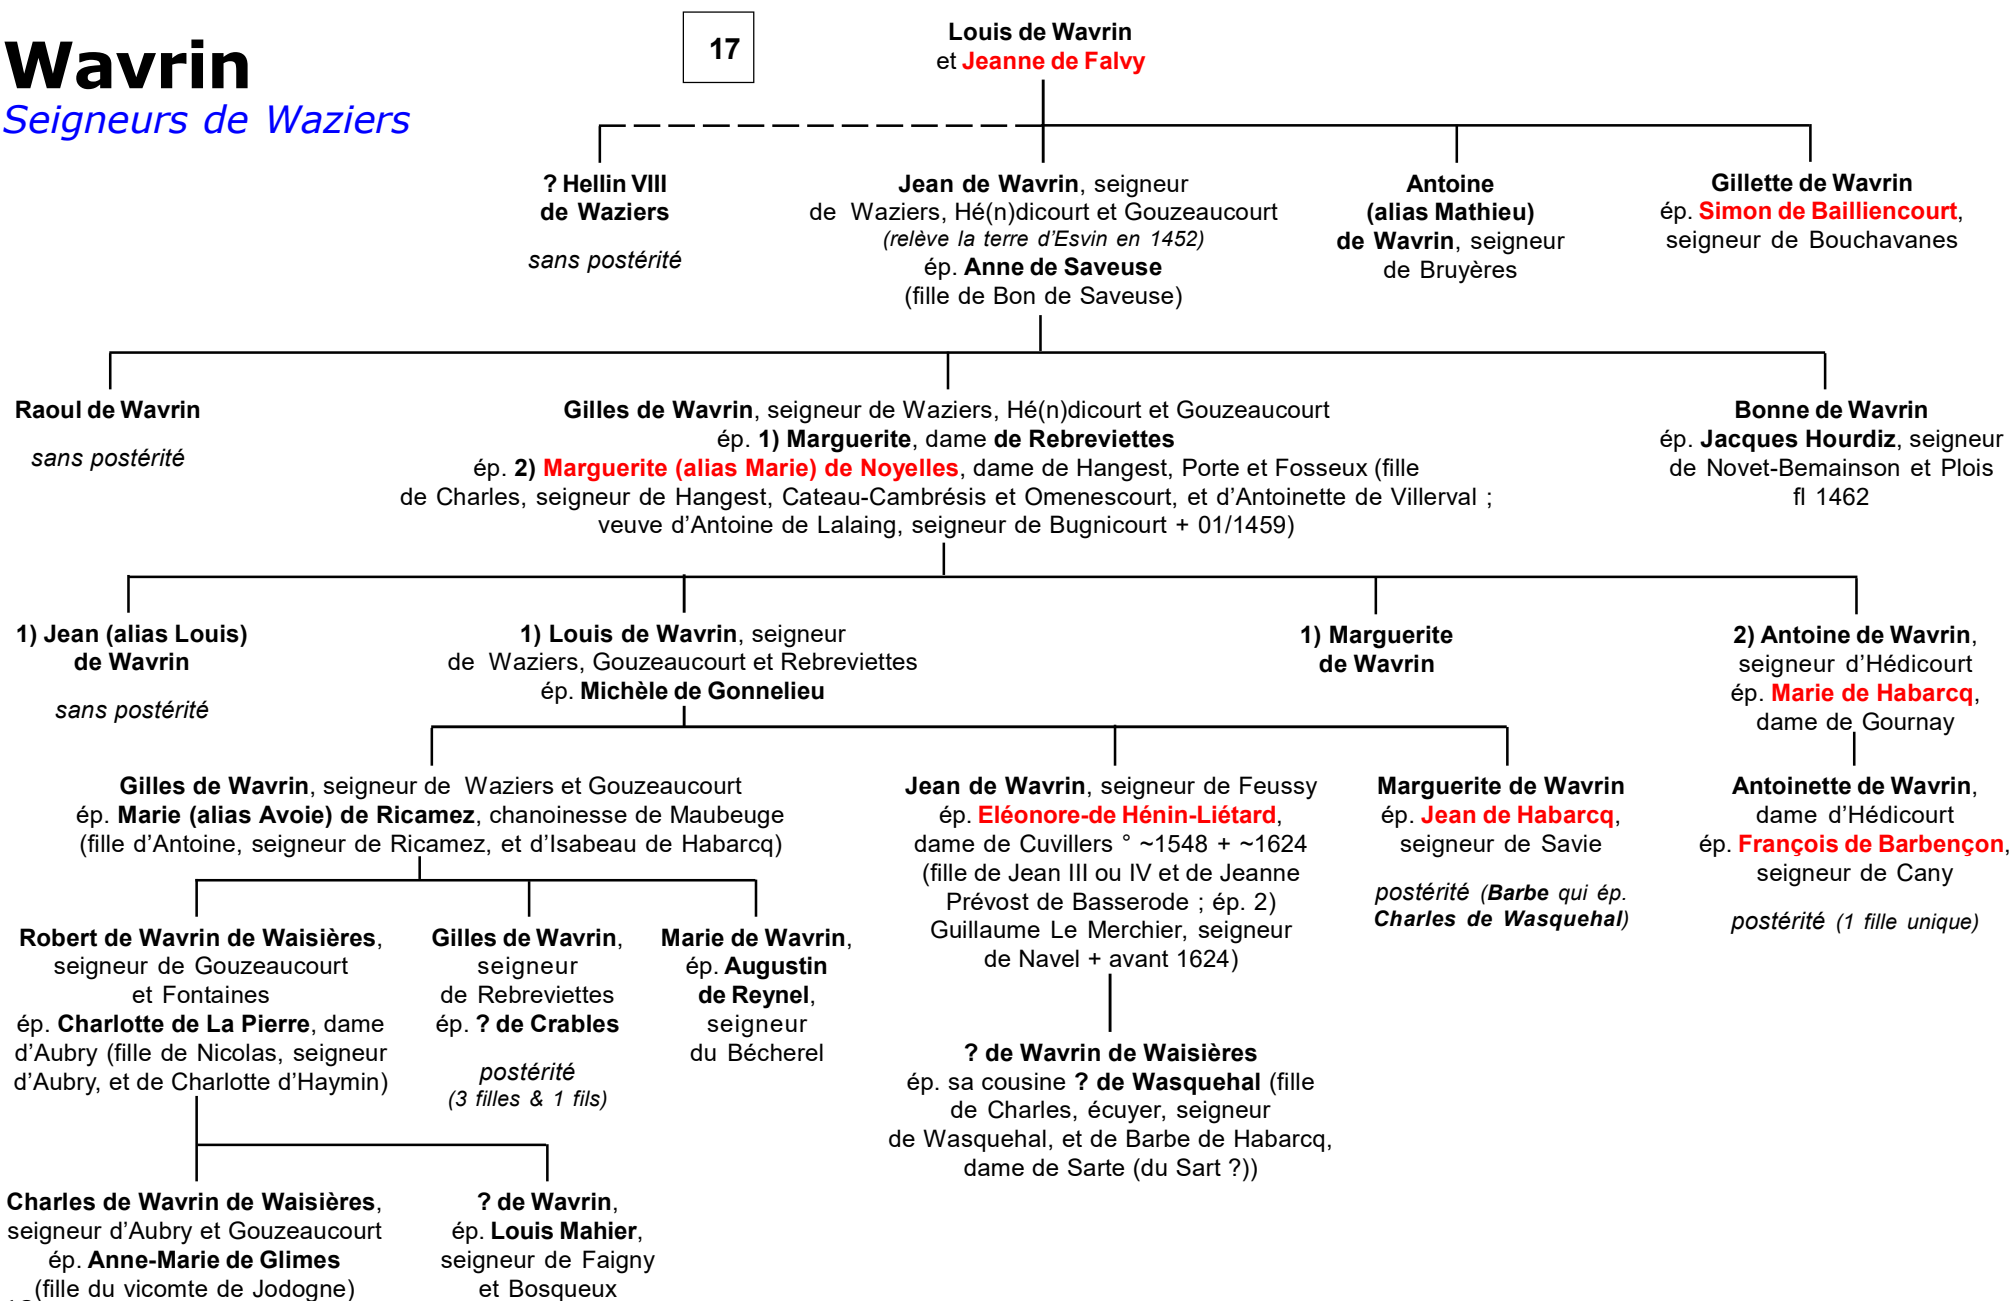 Wavrin
Seigneurs de Waziers
17
Louis de Wavrin
et Jeanne de Falvy
? Hellin VIII
de Waziers
sans postérité
Jean de Wavrin, seigneur
de Waziers, Hé(n)dicourt et Gouzeaucourt
(relève la terre d'Esvin en 1452)
ép. Anne de Saveuse
(fille de Bon de Saveuse)
Antoine
(alias Mathieu)
de Wavrin, seigneur
de Bruyères
Gillette de Wavrin
ép. Simon de Bailliencourt,
seigneur de Bouchavanes
Raoul de Wavrin
sans postérité
Gilles de Wavrin, seigneur de Waziers, Hé(n)dicourt et Gouzeaucourt
ép. 1) Marguerite, dame de Rebreviettes
ép. 2) Marguerite (alias Marie) de Noyelles, dame de Hangest, Porte et Fosseux (fille
de Charles, seigneur de Hangest, Cateau-Cambrésis et Omenescourt, et d'Antoinette de Villerval ;
veuve d'Antoine de Lalaing, seigneur de Bugnicourt + 01/1459)
Bonne de Wavrin
ép. Jacques Hourdiz, seigneur
de Novet-Bemainson et Plois
fl 1462
1) Jean (alias Louis)
de Wavrin
sans postérité
1) Louis de Wavrin, seigneur
de Waziers, Gouzeaucourt et Rebreviettes
ép. Michèle de Gonnelieu
1) Marguerite
de Wavrin
2) Antoine de Wavrin,
seigneur d'Hédicourt
ép. Marie de Habarcq,
dame de Gournay
Gilles de Wavrin, seigneur de Waziers et Gouzeaucourt
ép. Marie (alias Avoie) de Ricamez, chanoinesse de Maubeuge
(fille d'Antoine, seigneur de Ricamez, et d'Isabeau de Habarcq)
Jean de Wavrin, seigneur de Feussy
ép. Eléonore-de Hénin-Liétard,
dame de Cuvillers ° ~1548 + ~1624
(fille de Jean III ou IV et de Jeanne
Prévost de Basserode ; ép. 2)
Guillaume Le Merchier, seigneur
de Navel + avant 1624)
Marguerite de Wavrin
ép. Jean de Habarcq,
seigneur de Savie
postérité (Barbe qui ép.
Charles de Wasquehal)
Antoinette de Wavrin,
dame d'Hédicourt
ép. François de Barbençon,
seigneur de Cany
postérité (1 fille unique)
Robert de Wavrin de Waisières,
seigneur de Gouzeaucourt
et Fontaines
ép. Charlotte de La Pierre, dame
d'Aubry (fille de Nicolas, seigneur
d'Aubry, et de Charlotte d'Haymin)
Gilles de Wavrin,
seigneur
de Rebreviettes
ép. ? de Crables
postérité
(3 filles & 1 fils)
Marie de Wavrin,
ép. Augustin
de Reynel,
seigneur
du Bécherel
? de Wavrin de Waisières
ép. sa cousine ? de Wasquehal (fille
de Charles, écuyer, seigneur
de Wasquehal, et de Barbe de Habarcq,
dame de Sarte (du Sart ?))
Charles de Wavrin de Waisières,
seigneur d'Aubry et Gouzeaucourt
ép. Anne-Marie de Glimes
(fille du vicomte de Jodogne)
? de Wavrin,
ép. Louis Mahier,
seigneur de Faigny
et Bosqueux